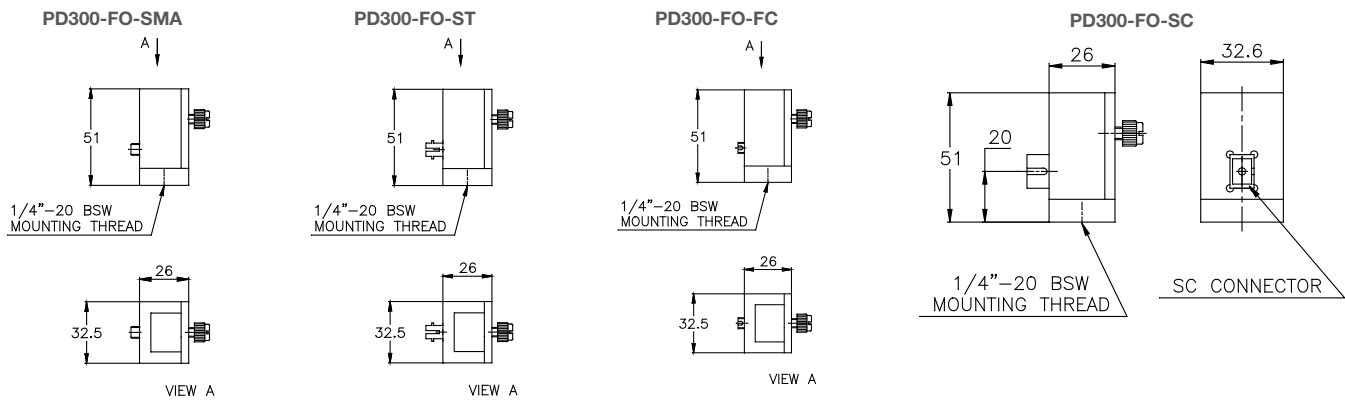 PD300-FO-SMA
A
51
1/4”-20 BSW
MOUNTING THREAD
26
32.5
VIEW A
PD300-FO-ST
A
51
1/4”-20 BSW
MOUNTING THREAD
26
32.5
VIEW A
PD300-FO-FC
A
51
1/4”-20 BSW
MOUNTING THREAD
26
32.5
VIEW A
PD300-FO-SC
26
32.6
51
20
1/4”-20 BSW
MOUNTING THREAD
SC CONNECTOR